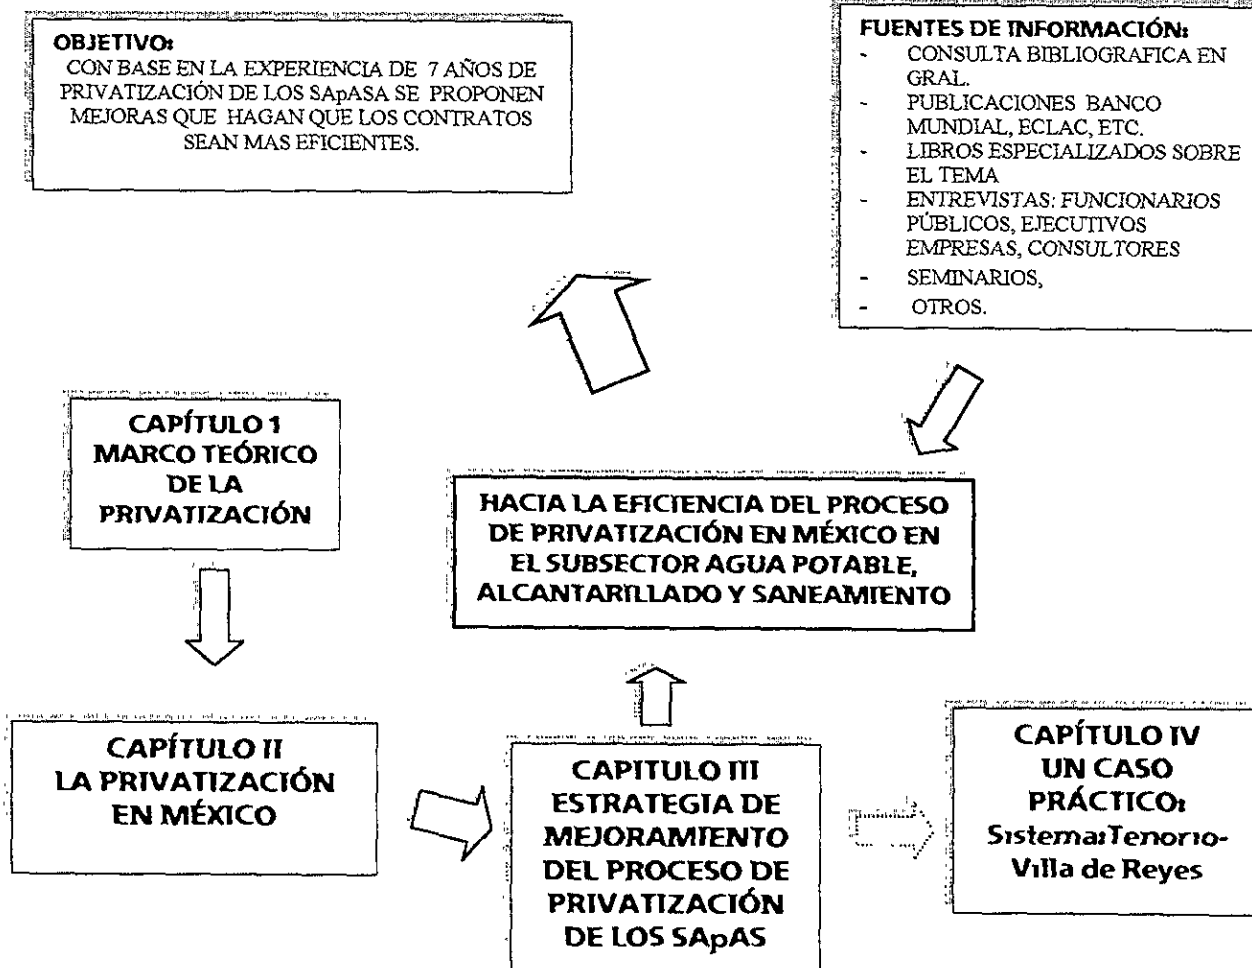 OBJETIVO:
CON BASE EN LA EXPERIENCIA DE 7 AÑOS DE
PRIVATIZACIÓN DE LOS SApASA SE PROPONEN
MEJORAS QUE HAGAN QUE LOS CONTRATOS
SEAN MAS EFICIENTES.
FUENTES DE INFORMACIÓN:
- CONSULTA BIBLIOGRAFICA EN
GRAL.
- PUBLICACIONES BANCO
MUNDIAL, ECLAC, ETC.
- LIBROS ESPECIALIZADOS SOBRE
EL TEMA
- ENTREVISTAS: FUNCIONARIOS
PÚBLICOS, EJECUTIVOS
EMPRESAS, CONSULTORES
- SEMINARIOS,
- OTROS.
CAPÍTULO 1
MARCO TEÓRICO
DE LA
PRIVATIZACIÓN
HACIA LA EFICIENCIA DEL PROCESO
DE PRIVATIZACIÓN EN MÉXICO EN
EL SUBSECTOR AGUA POTABLE,
ALCANTARILLADO Y SANEAMIENTO
CAPÍTULO II
LA PRIVATIZACIÓN
EN MÉXICO
CAPITULO III
ESTRATEGIA DE
MEJORAMIENTO
DEL PROCESO DE
PRIVATIZACIÓN
DE LOS SApAS
CAPÍTULO IV
UN CASO
PRÁCTICO:
Sistema:Tenorio-
Villa de Reyes